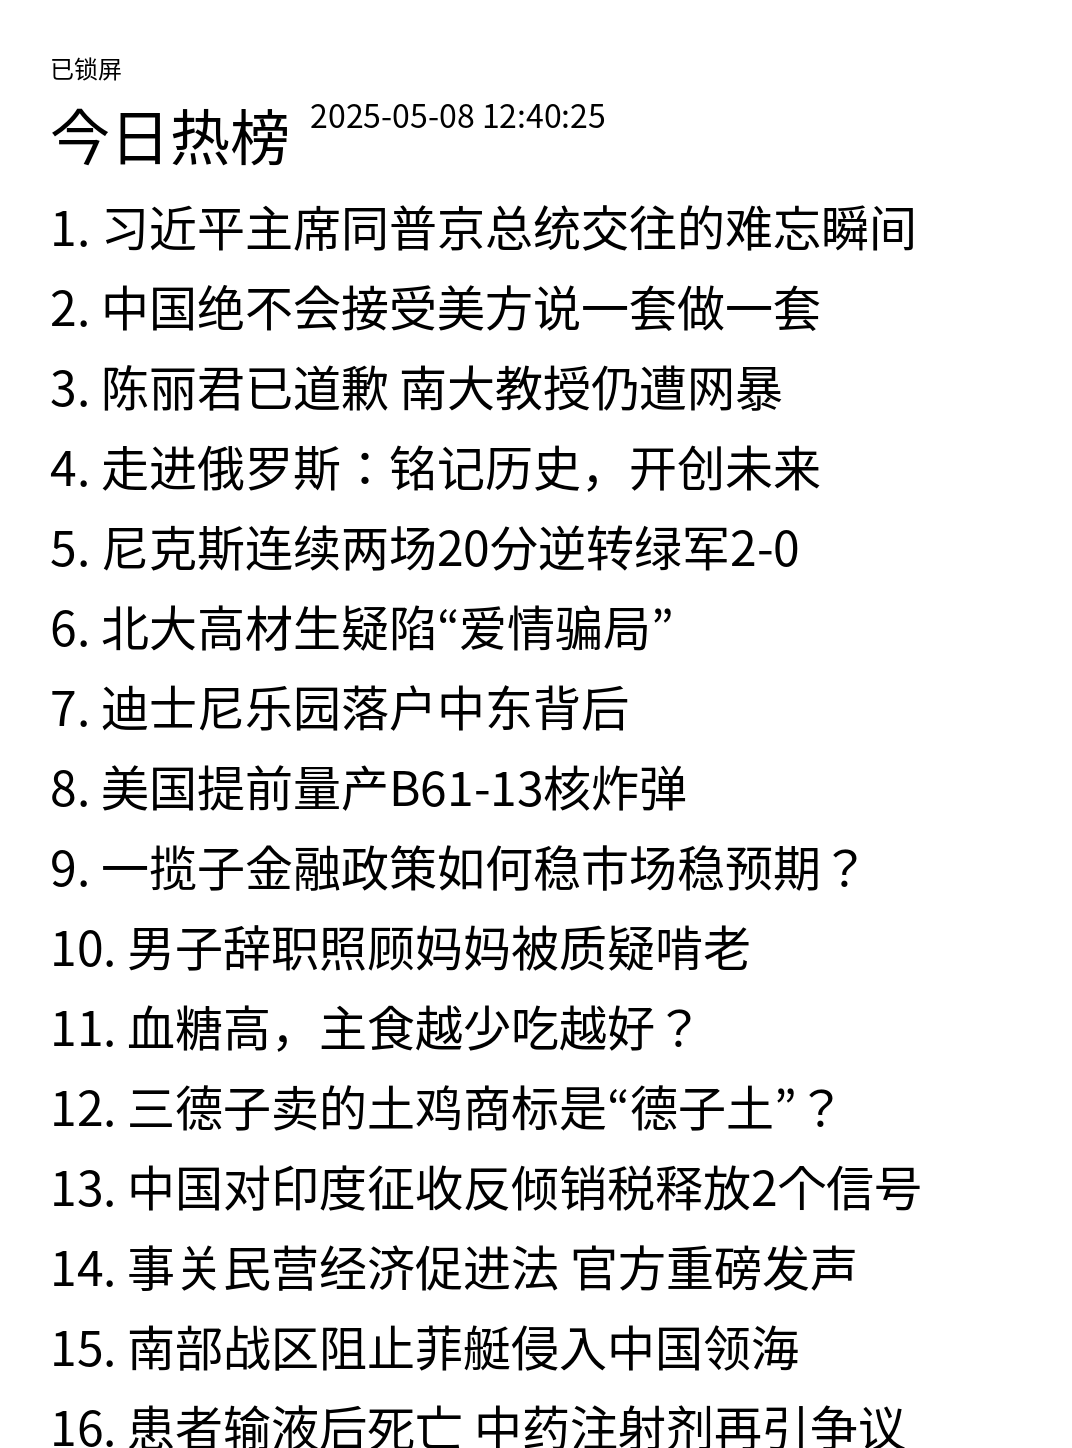 已锁屏
今日热榜 2025-05-08 12:40:25
1. 习近平主席同普京总统交往的难忘瞬间
2. 中国绝不会接受美方说一套做一套
3. 陈丽君已道歉 南大教授仍遭网暴
4. 走进俄罗斯：铭记历史，开创未来
5. 尼克斯连续两场20分逆转绿军2-0
6. 北大高材生疑陷“爱情骗局”
7. 迪士尼乐园落户中东背后
8. 美国提前量产B61-13核炸弹
9. 一揽子金融政策如何稳市场稳预期？
10. 男子辞职照顾妈妈被质疑啃老
11. 血糖高，主食越少吃越好？
12. 三德子卖的土鸡商标是“德子土”？
13. 中国对印度征收反倾销税释放2个信号
14. 事关民营经济促进法 官方重磅发声
15. 南部战区阻止菲艇侵入中国领海
16. 患者输液后死亡 中药注射剂再引争议